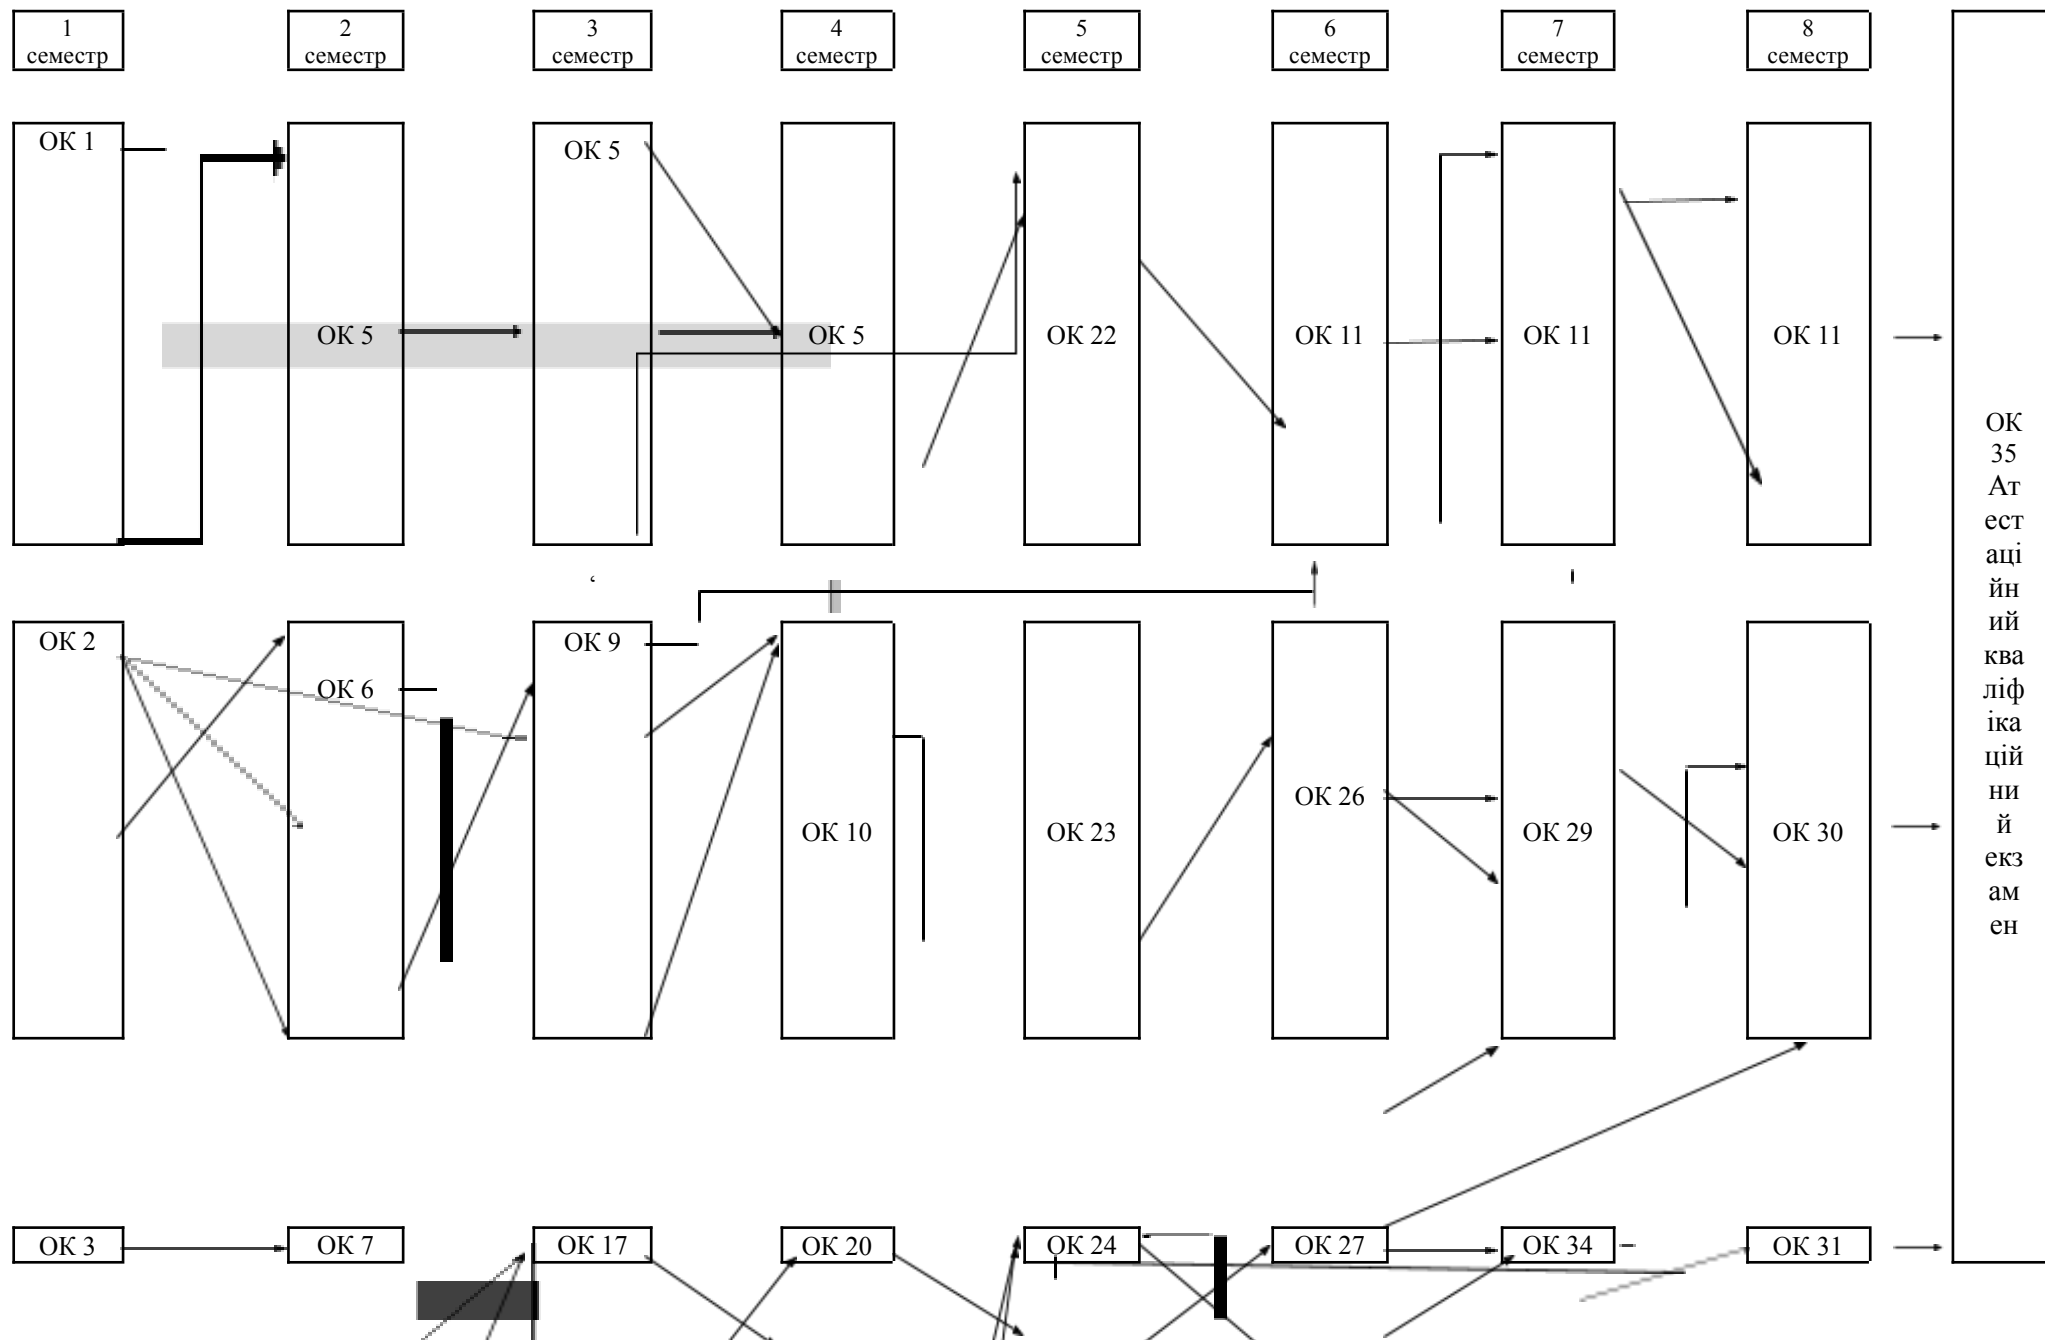 1
семестр
2
семестр
3
семестр
4
семестр
5
семестр
6
семестр
7
семестр
8
семестр
ОК 1
ОК 5
ОК 5
ОК 5
ОК 22
ОК 11
ОК 11
ОК 11
ОК 2
ОК 6
ОК 9
ОК 10
ОК 23
ОК 26
ОК 29
ОК 30
ОК 3
ОК 7
ОК 17
ОК 20
ОК 24
ОК 27
ОК 34
ОК 31
ОК
35
Ат
ест
аці
йн
ий
ква
ліф
іка
цій
ни
й
екз
ам
ен